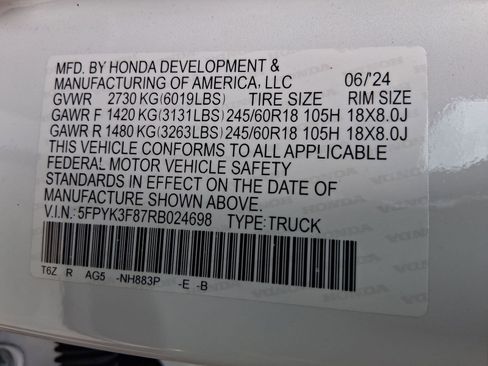 MFD. BY HONDA DEVELOPMENT &
MANUFACTURING OF AMERICA, LLC 06/'24
GVWR 2730 KG(6019LBS) TIRE SIZE RIM SIZE
GAWR F 1420 KG(3131LBS) 245/60R18 105H 18X8.0J
GAWR R 1480 KG(3263LBS) 245/60R18 105H 18X8.0J
THIS VEHICLE CONFORMS TO ALL APPLICABLE
FEDERAL MOTOR VEHICLE SAFETY
STANDARDS IN EFFECT ON THE DATE OF
MANUFACTURE SHOWN ABOVE.
V.I.N.: 5FPYK3F87RB024698 TYPE: TRUCK
T6Z R AG5 -NH883P -E -B